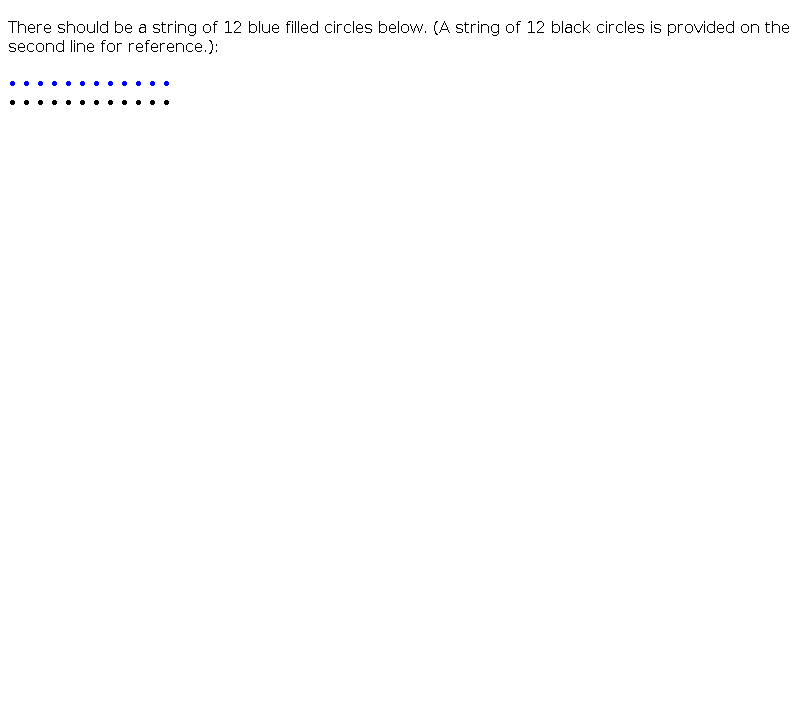 There should be a string of 12 blue filled circles below. (A string of 12 black circles is provided on the
second line for reference.):
• • • • • • • • • • • •
• • • • • • • • • • • •